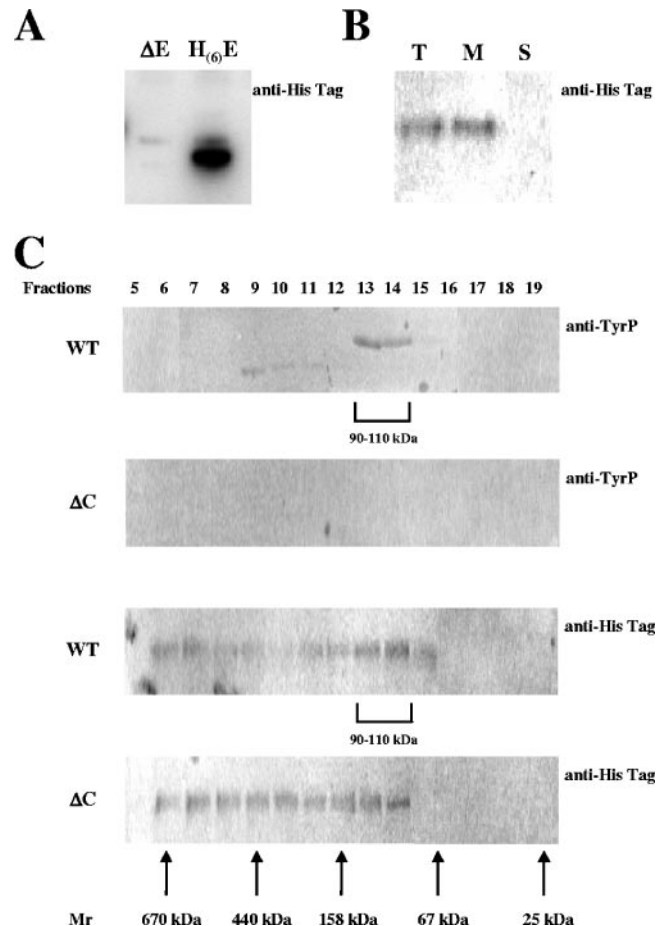 A
ΔE H(6)E
anti-His Tag
B
T M S
anti-His Tag
C
Fractions 5 6 7 8 9 10 11 12 13 14 15 16 17 18 19
WT
anti-TyrP
90-110 kDa
ΔC
anti-TyrP
WT
anti-His Tag
90-110 kDa
ΔC
anti-His Tag
Mr 670 kDa 440 kDa 158 kDa 67 kDa 25 kDa